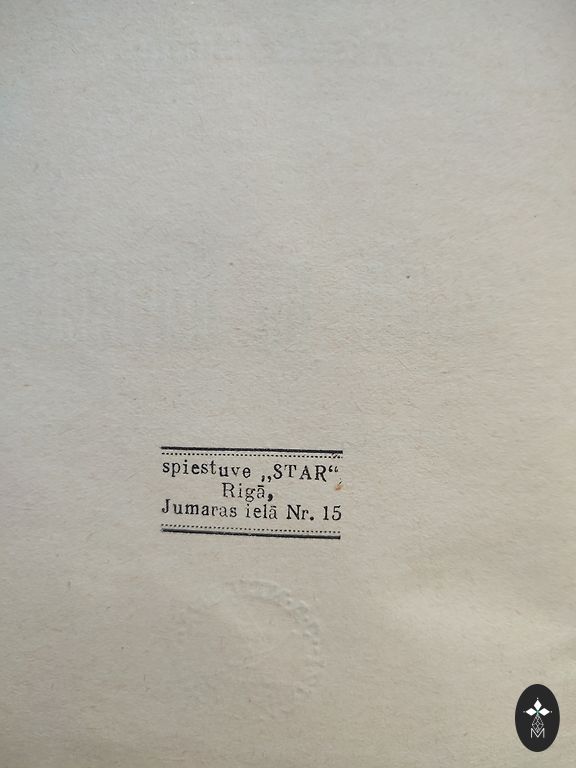 spiestuve „STAR“,
Rigā,
Jumaras ielā Nr. 15
M